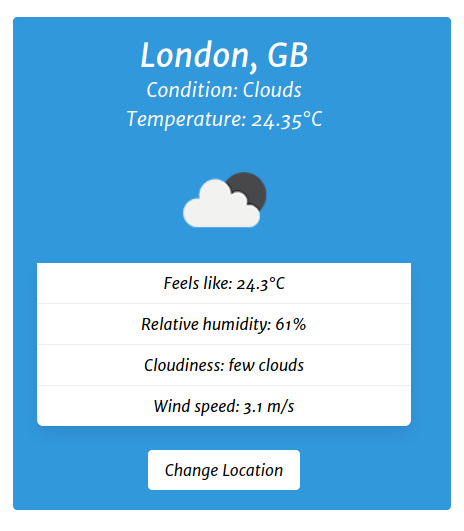 London, GB
Condition: Clouds
Temperature: 24.35°C
Feels like: 24.3°C
Relative humidity: 61%
Cloudiness: few clouds
Wind speed: 3.1 m/s
Change Location